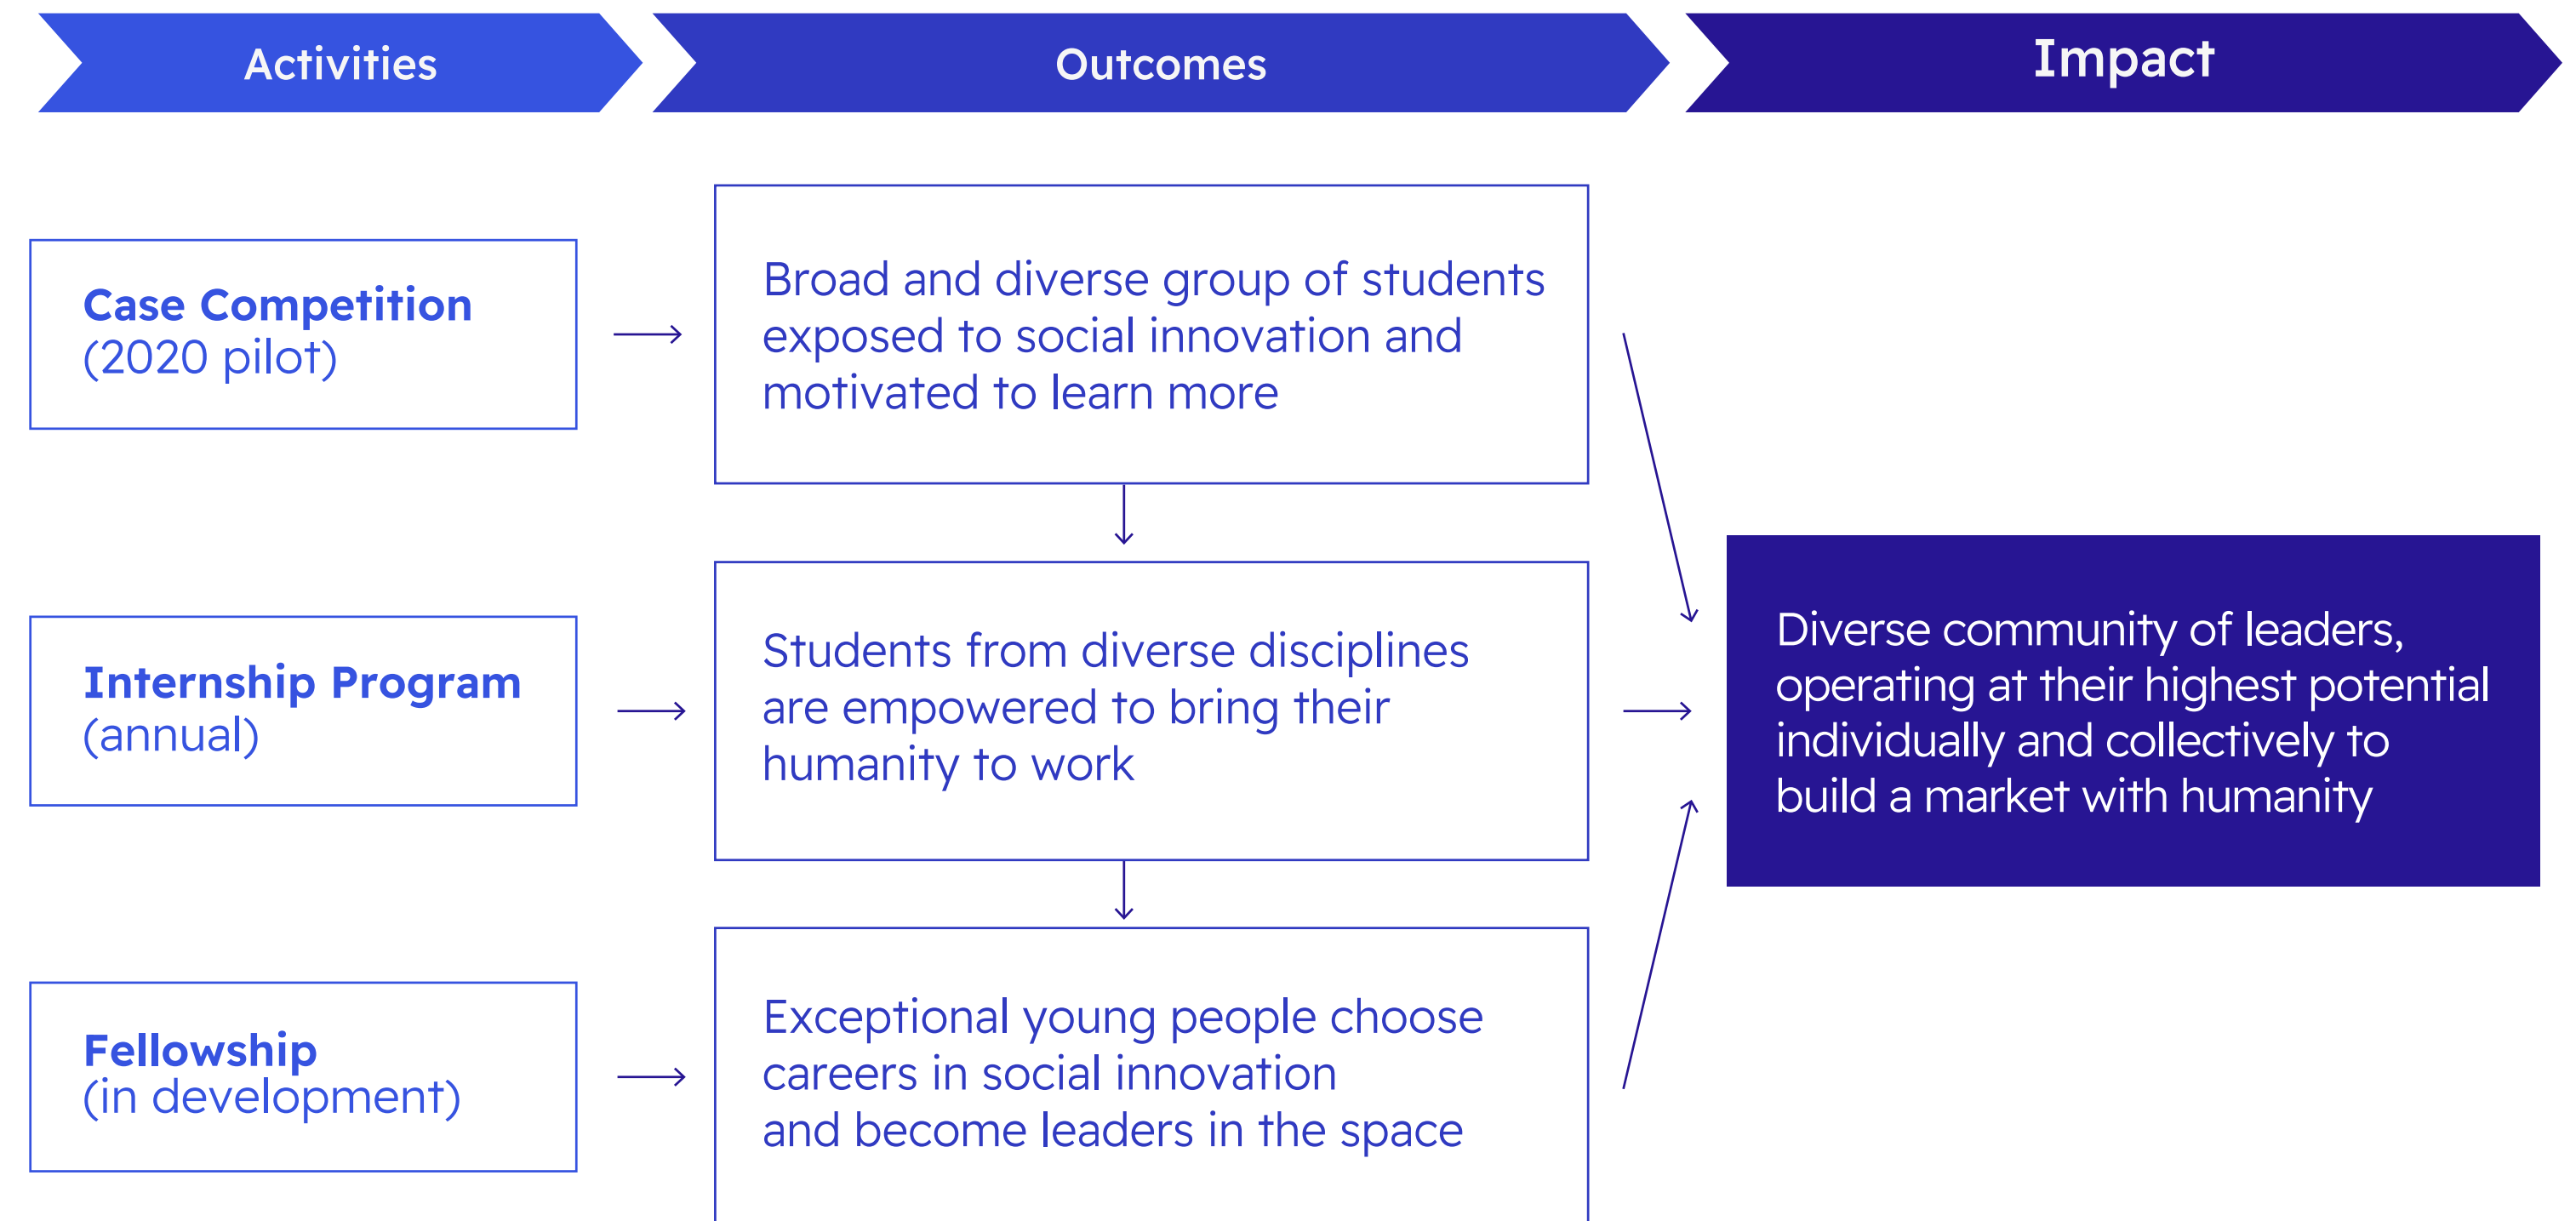 Activities
Outcomes
Impact
Case Competition
(2020 pilot)
Broad and diverse group of students
exposed to social innovation and
motivated to learn more
Internship Program
(annual)
Students from diverse disciplines
are empowered to bring their
humanity to work
Diverse community of leaders,
operating at their highest potential
individually and collectively to
build a market with humanity
Fellowship
(in development)
Exceptional young people choose
careers in social innovation
and become leaders in the space